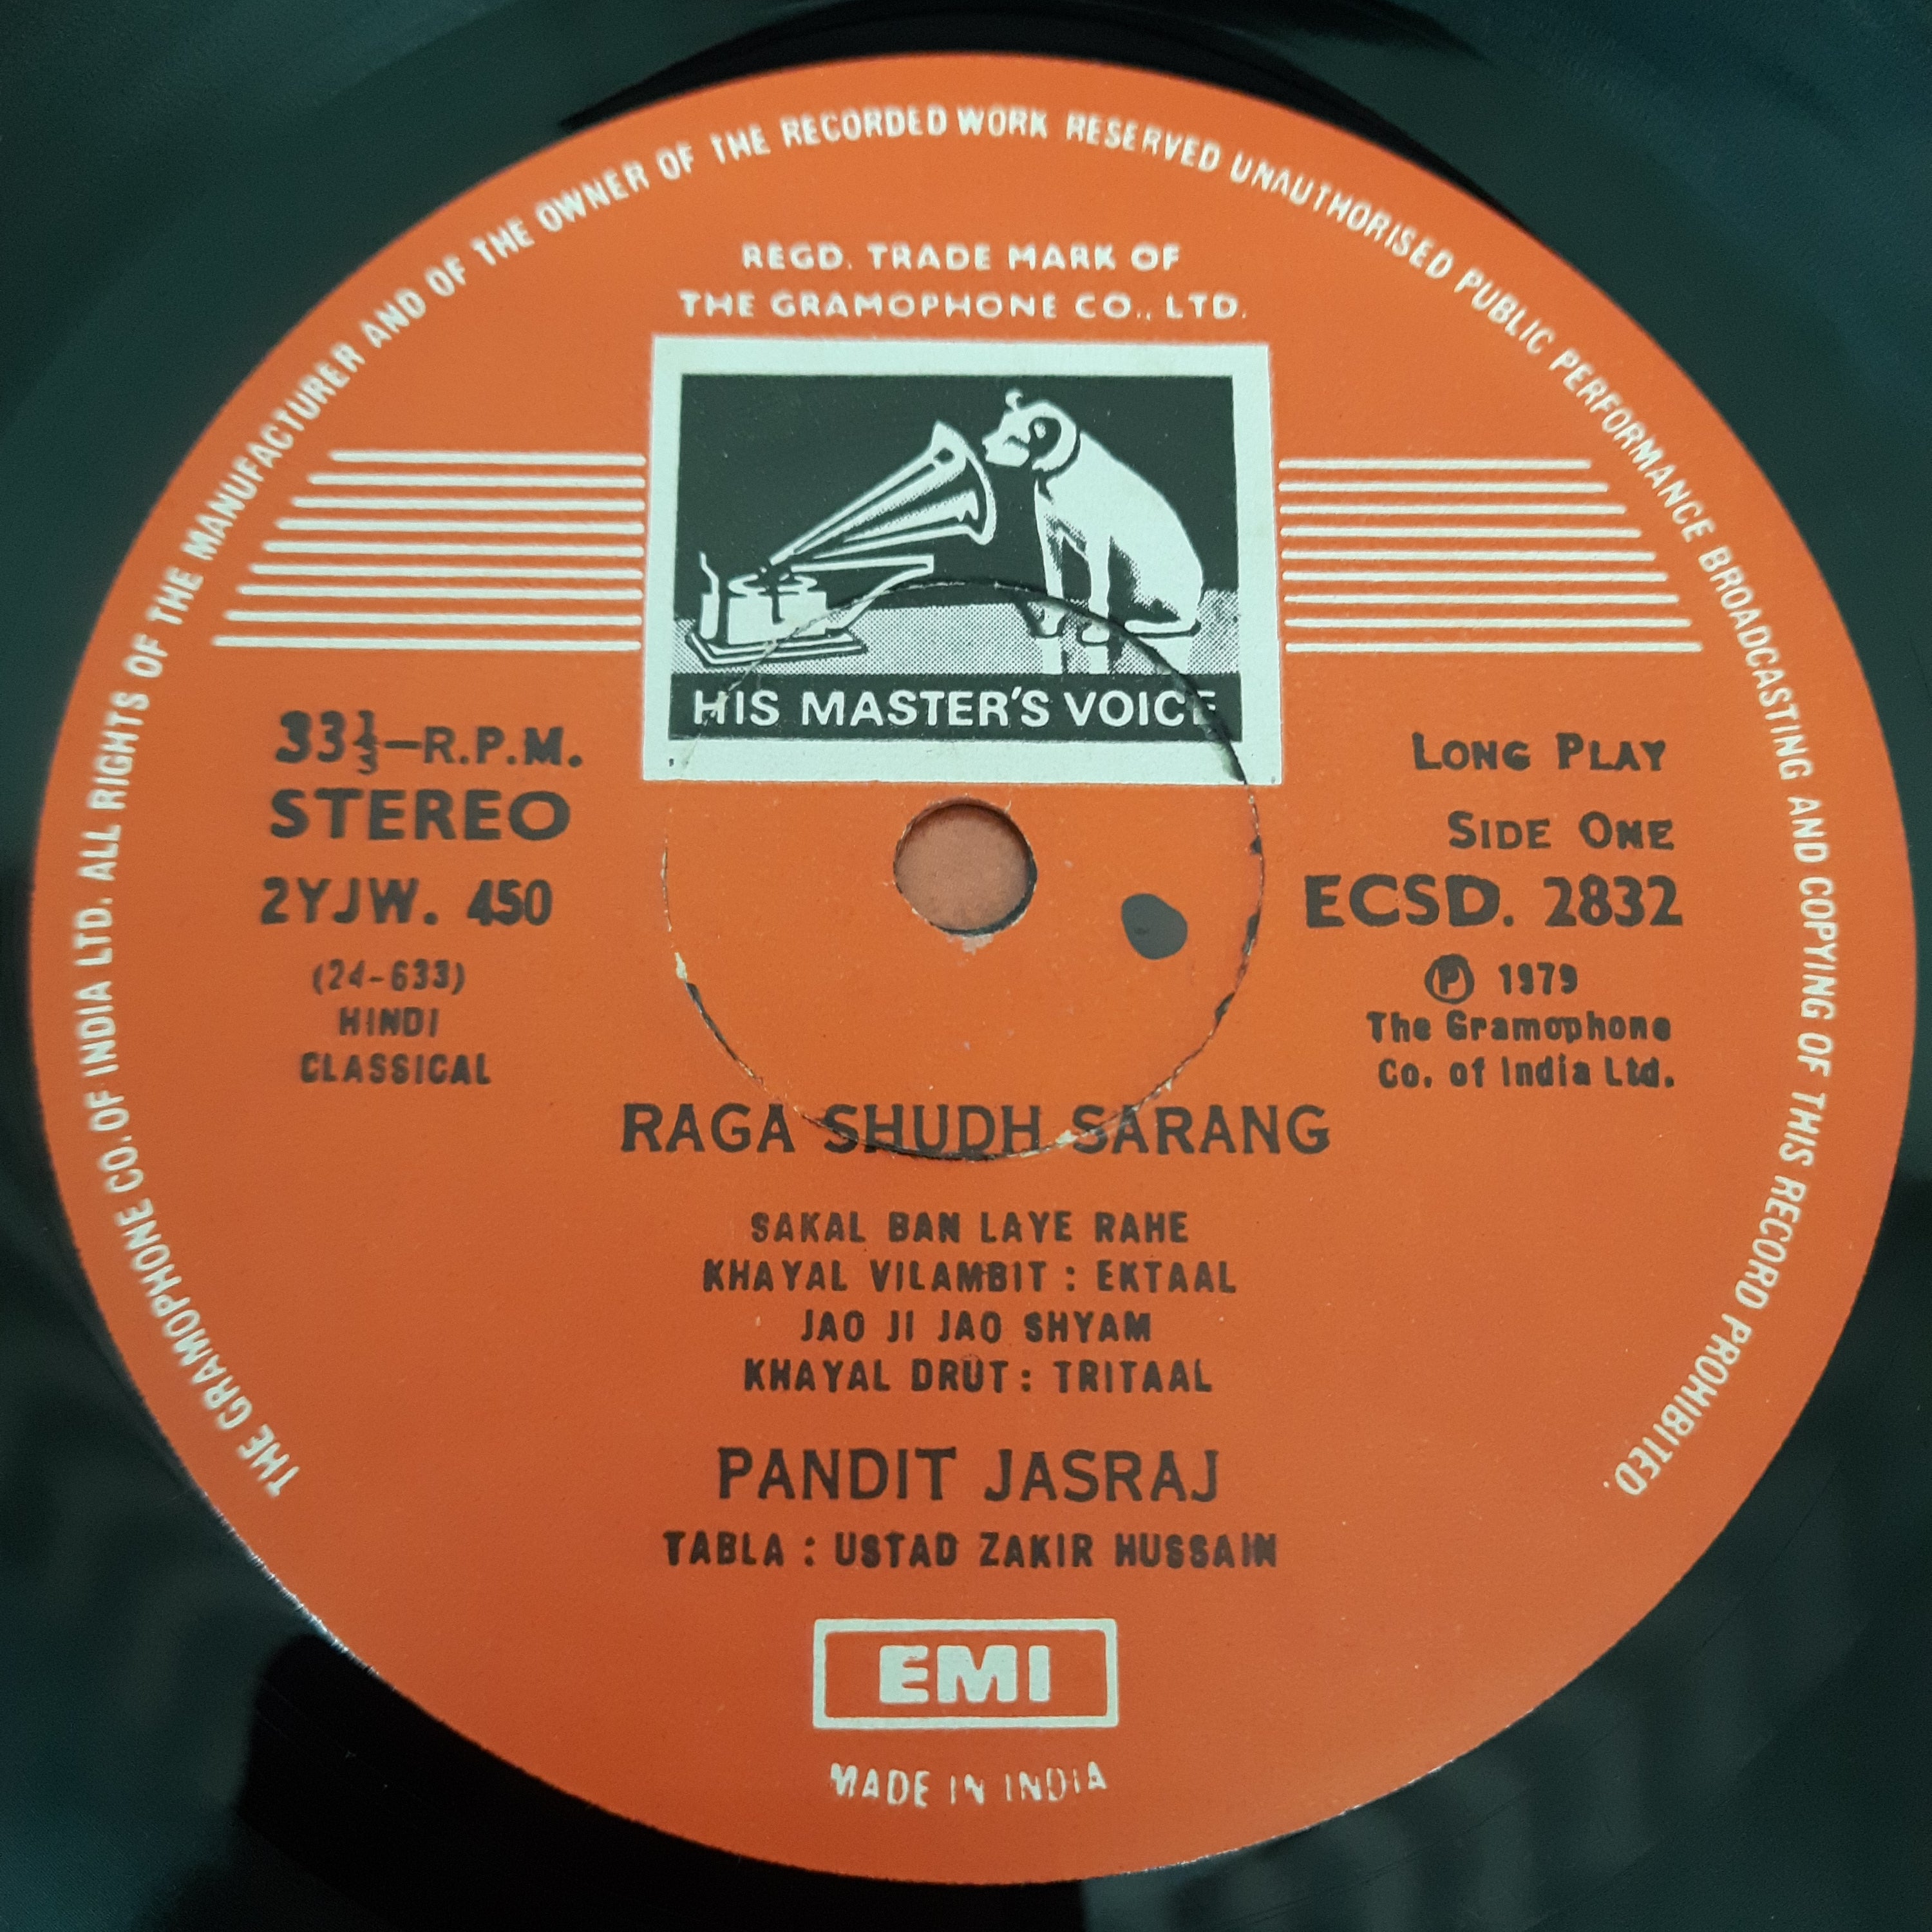 THE GRAMOPHONE CO. OF INDIA LTD. ALL RIGHTS OF THE MANUFACTURER AND OF THE OWNER OF THE RECORDED WORK RESERVED UNAUTHORISED PUBLIC PERFORMANCE BROADCASTING AND COPYING OF THIS RECORD PROHIBITED.
REGD. TRADE MARK OF
THE GRAMOPHONE CO., LTD.
HIS MASTER'S VOICE
33⅓-R.P.M.
STEREO
2YJW. 450
(24-633)
HINDI
CLASSICAL
LONG PLAY
SIDE ONE
ECSD. 2832
Ⓟ 1979
The Gramophone
Co. of India Ltd.
RAGA SHUDH SARANG
SAKAL BAN LAYE RAHE
KHAYAL VILAMBIT : EKTAAL
JAO JI JAO SHYAM
KHAYAL DRUT : TRITAAL
PANDIT JASRAJ
TABLA : USTAD ZAKIR HUSSAIN
EMI
MADE IN INDIA